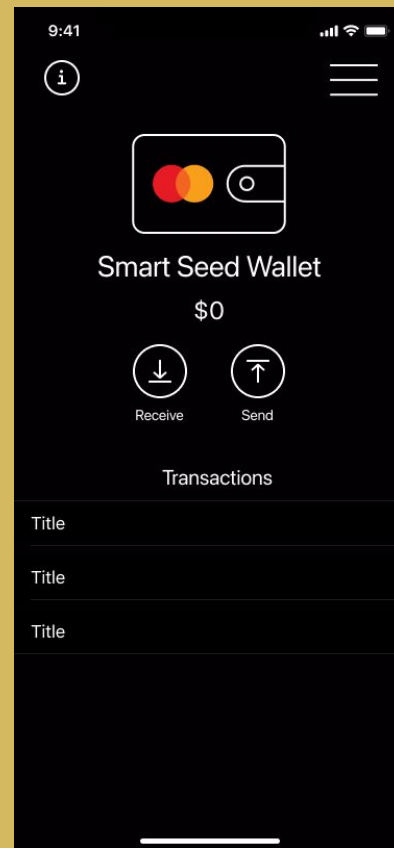 9:41
i
Smart Seed Wallet
$0
Receive Send
Transactions
Title
Title
Title